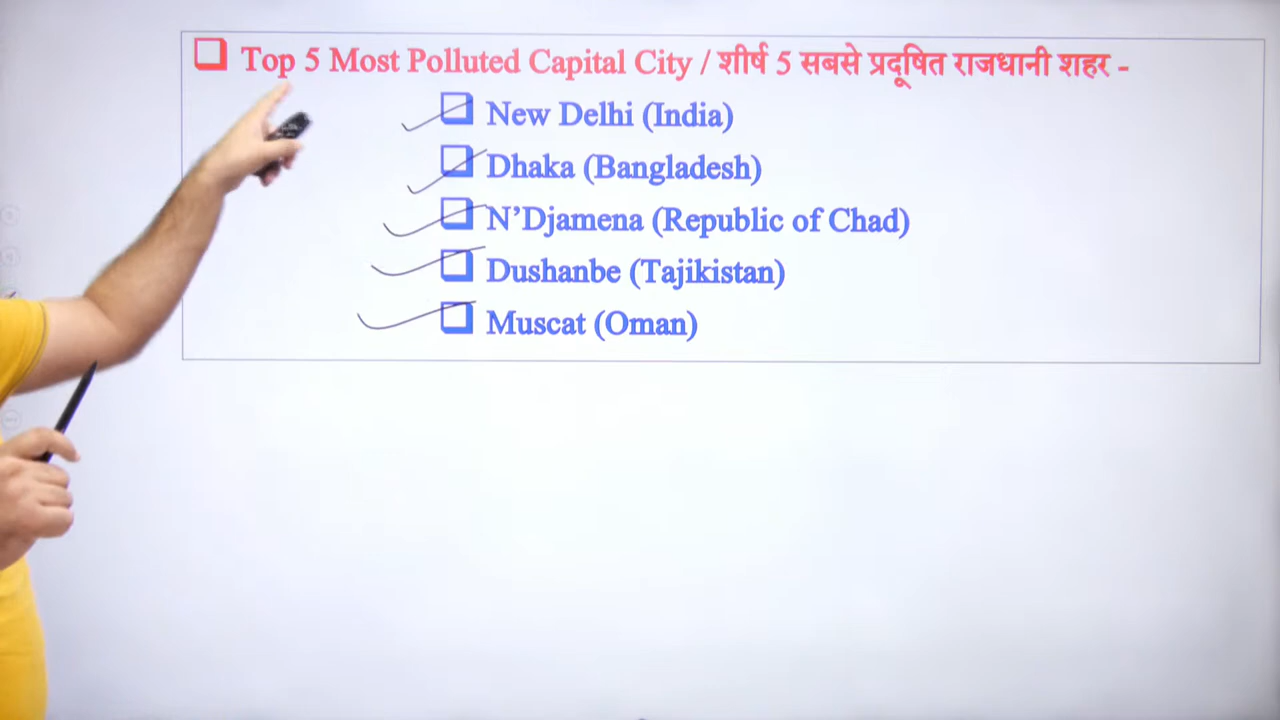 Top 5 Most Polluted Capital City / शीर्ष 5 सबसे प्रदूषित राजधानी शहर -
New Delhi (India)
Dhaka (Bangladesh)
N’Djamena (Republic of Chad)
Dushanbe (Tajikistan)
Muscat (Oman)